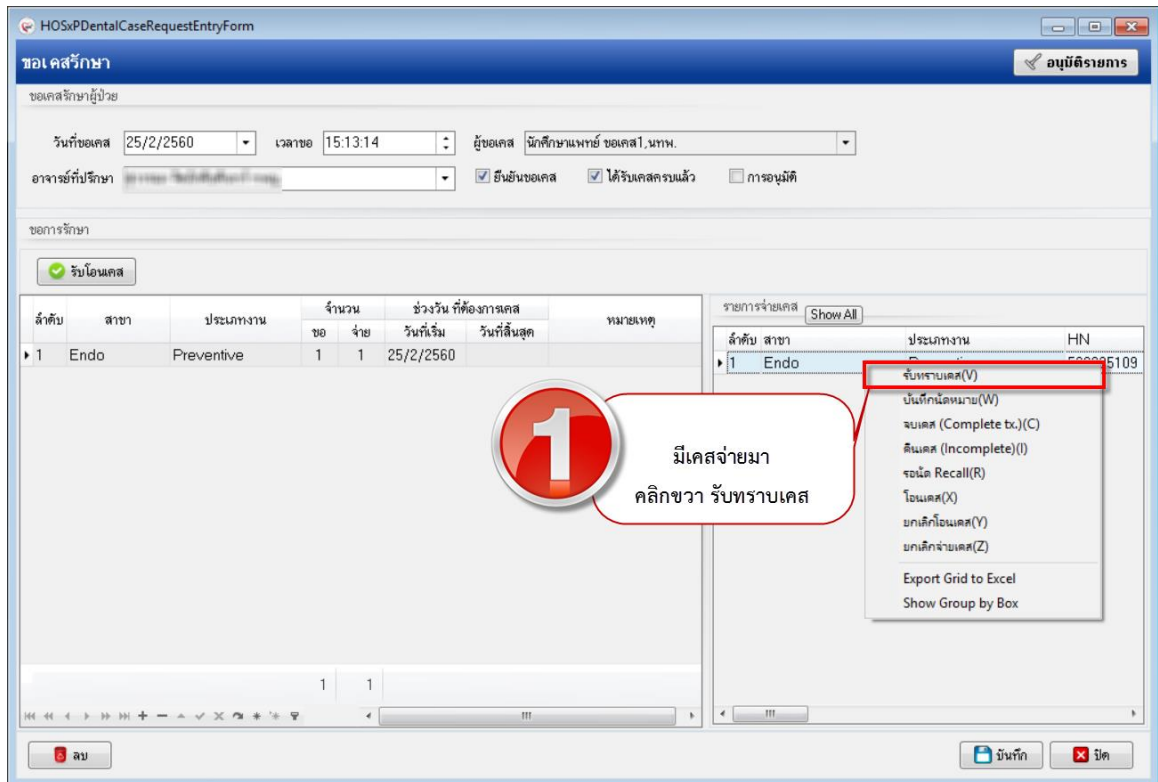 HOSxPDentalCaseRequestEntryForm
ขอเคสรักษา
อนุมัติรายการ
ขอเคสรักษาผู้ป่วย
วันที่ขอเคส 25/2/2560 เวลาขอ 15:13:14 ผู้ขอเคส นักศึกษาแพทย์ ขอเคส1,นทพ.
อาจารย์ที่ปรึกษา ยืนยันขอเคส ได้รับเคสครบแล้ว การอนุมัติ
ขอการรักษา
รับโอนเคส
ลำดับ สาขา ประเภทงาน จำนวน ช่วงวัน ที่ต้องการเคส หมายเหตุ
ขอ จ่าย วันที่เริ่ม วันที่สิ้นสุด
1 Endo Preventive 1 1 25/2/2560
1 1
รายการจ่ายเคส Show All
ลำดับ สาขา ประเภทงาน HN
1 Endo 5109
รับทราบเคส(V)
บันทึกนัดหมาย(W)
จบเคส (Complete tx.)(C)
คืนเคส (Incomplete)(I)
รอนัด Recall(R)
โอนเคส(X)
ยกเลิกโอนเคส(Y)
ยกเลิกจ่ายเคส(Z)
Export Grid to Excel
Show Group by Box
1
มีเคสจ่ายมา
คลิกขวา รับทราบเคส
ลบ
บันทึก ปิด